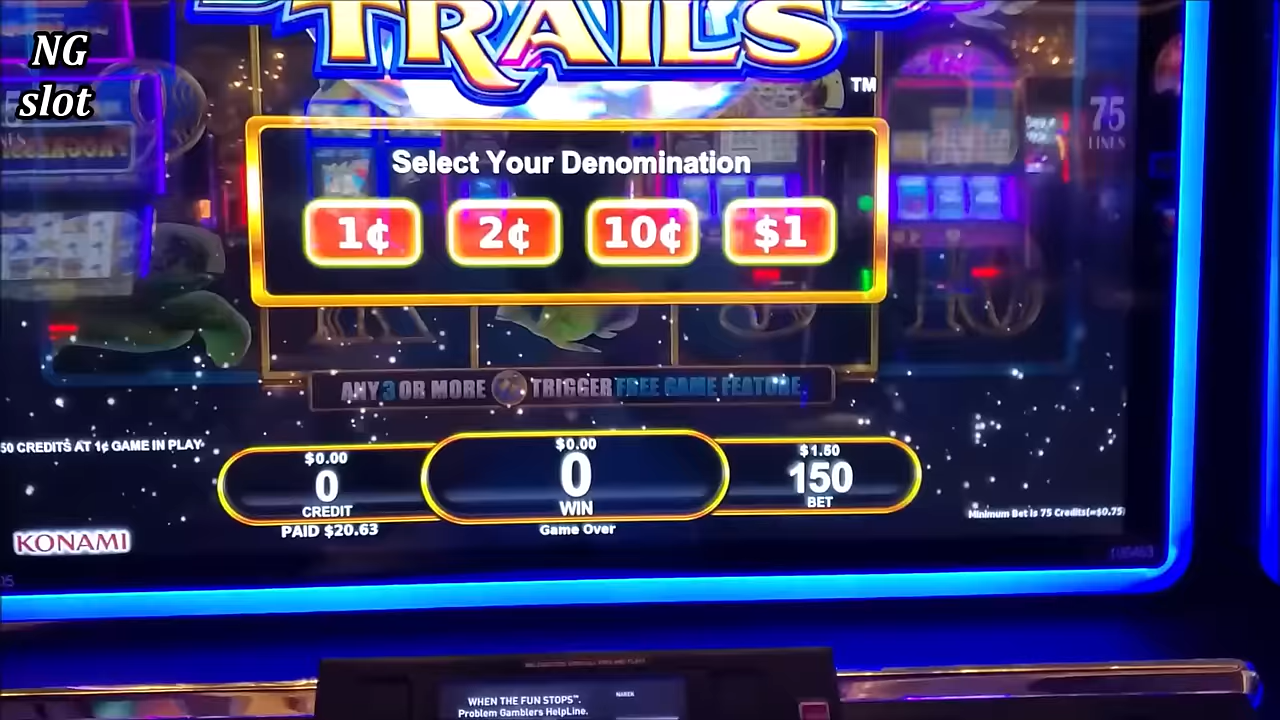 NG
slot
TRAILS
TM
75
LINES
Select Your Denomination
1¢
2¢
10¢
$1
ANY 3 OR MORE TRIGGER FREE GAME FEATURE.
50 CREDITS AT 1¢ GAME IN PLAY
$0.00
0
CREDIT
PAID $20.63
$0.00
0
WIN
Game Over
$1.50
150
BET
Minimum Bet is 75 Credits(=$0.75)
KONAMI
WHEN THE FUN STOPS™.
Problem Gamblers HelpLine.